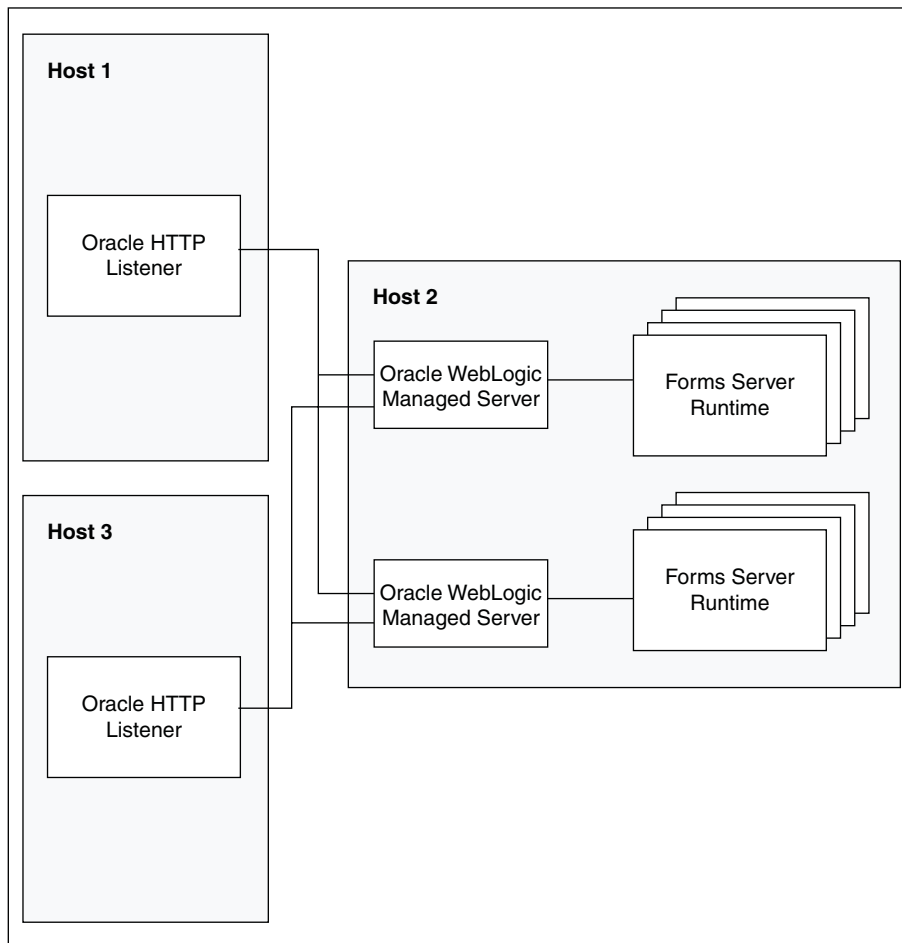 Host 1
Oracle HTTP
Listener
Host 2
Oracle WebLogic
Managed Server
Forms Server
Runtime
Oracle WebLogic
Managed Server
Forms Server
Runtime
Host 3
Oracle HTTP
Listener